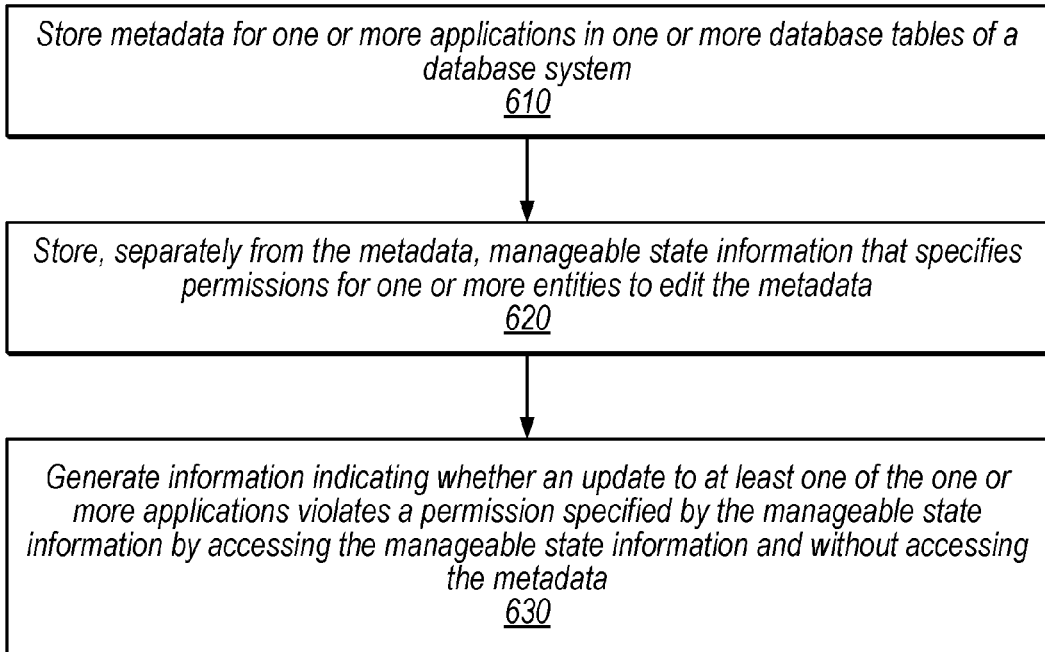 Store metadata for one or more applications in one or more database tables of a
database system
610
Store, separately from the metadata, manageable state information that specifies
permissions for one or more entities to edit the metadata
620
Generate information indicating whether an update to at least one of the one or
more applications violates a permission specified by the manageable state
information by accessing the manageable state information and without accessing
the metadata
630